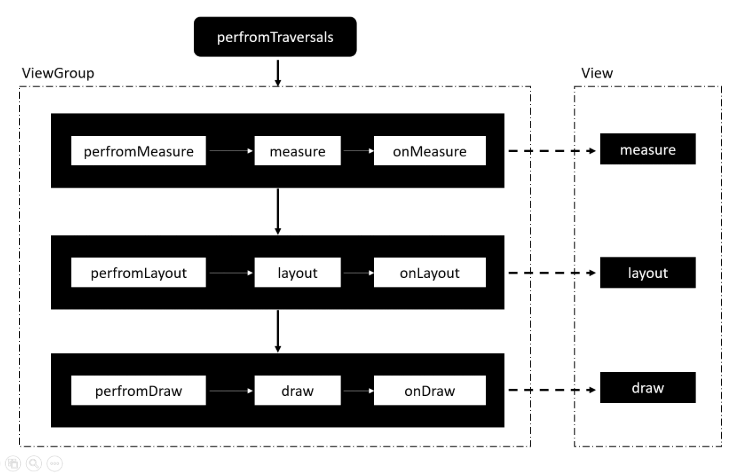 perfromTraversals
ViewGroup
View
perfromMeasure
measure
onMeasure
measure
perfromLayout
layout
onLayout
layout
perfromDraw
draw
onDraw
draw